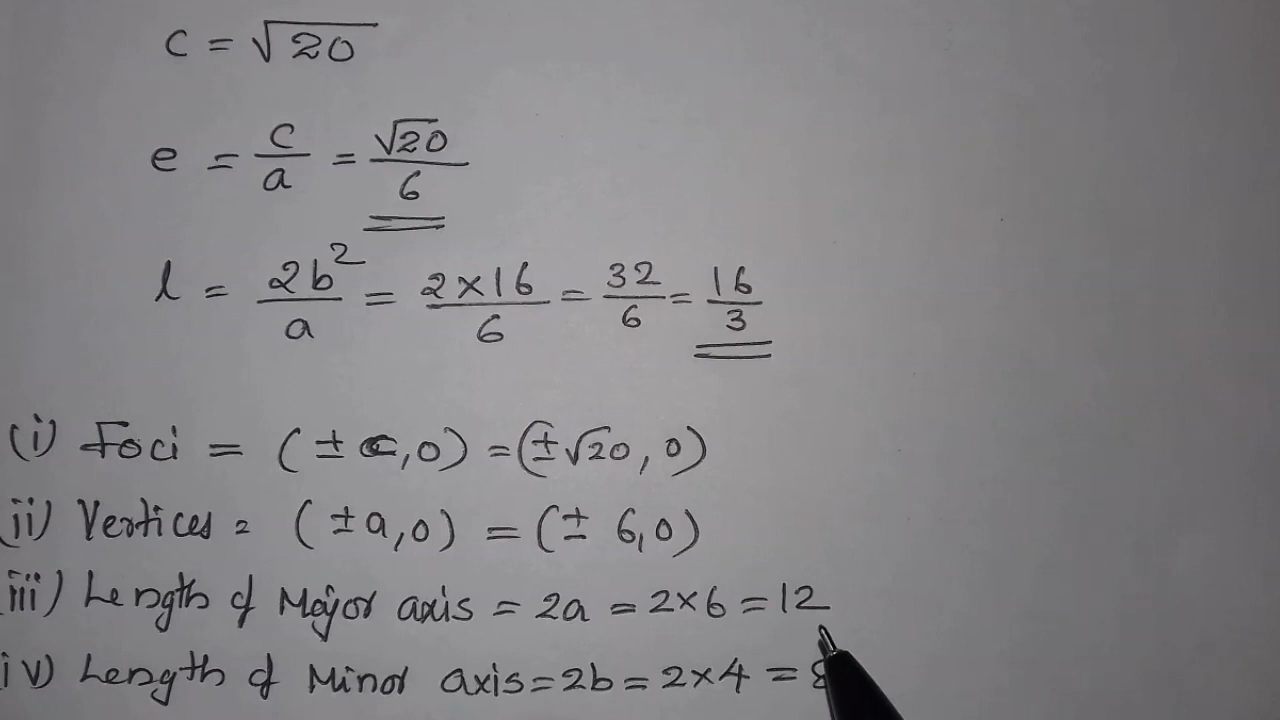 c = √20
e = c/a = √20/6
l = 2b²/a = 2×16/6 = 32/6 = 16/3
(i) Foci = (±c,0) = (±√20,0)
(ii) Vertices = (±a,0) = (± 6,0)
(iii) Length of Major axis = 2a = 2×6 = 12
iv) Length of Minor axis = 2b = 2×4 = 8